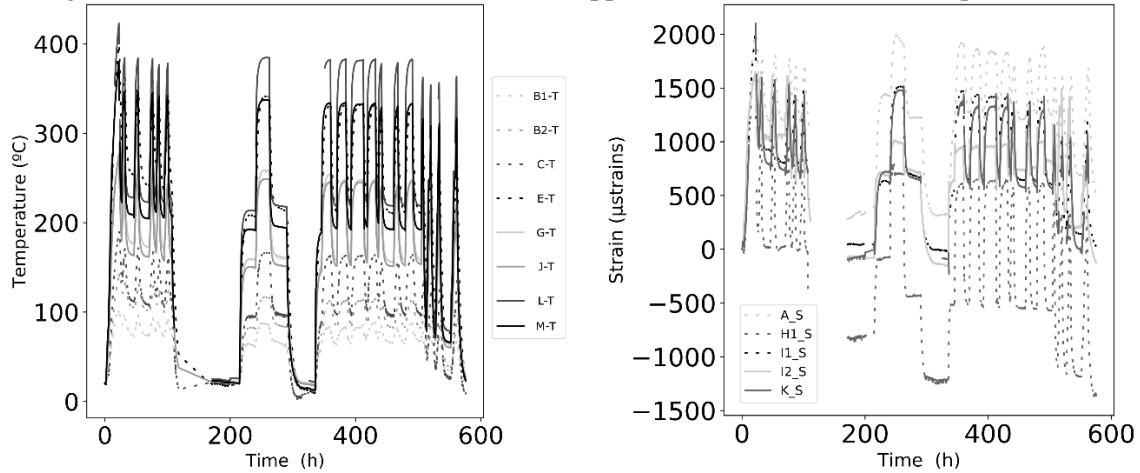 400
300
200
100
0
Temperature (ºC)
0
200
400
600
Time (h)
B1-T
B2-T
C-T
E-T
G-T
J-T
L-T
M-T
2000
1500
1000
500
0
−500
−1000
−1500
Strain (μstrains)
A_S
H1_S
I1_S
I2_S
K_S
0
200
400
600
Time (h)